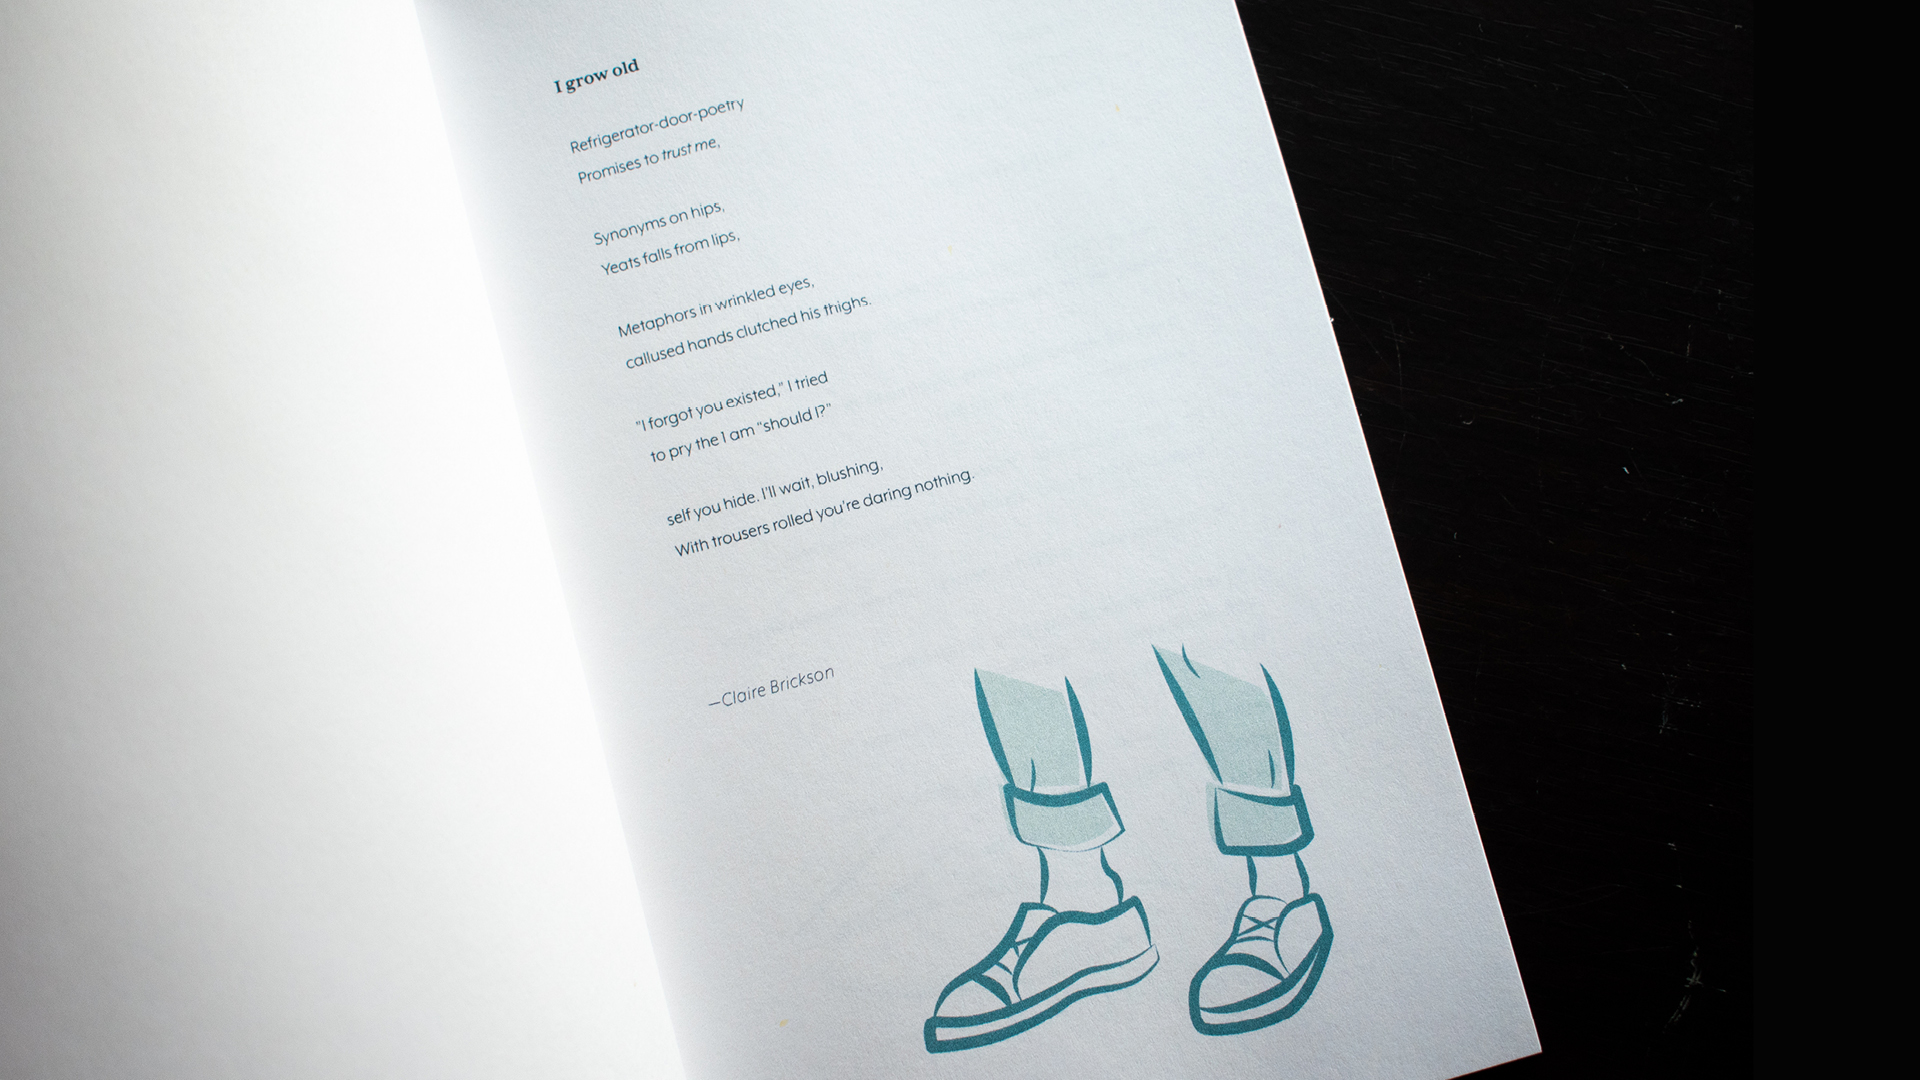 I grow old
Refrigerator-door-poetry
Promises to trust me,
Synonyms on hips,
Yeats falls from lips,
Metaphors in wrinkled eyes,
callused hands clutched his thighs.
"I forgot you existed," I tried
to pry the I am "should I?"
self you hide. I'll wait, blushing,
With trousers rolled you're daring nothing.
—Claire Brickson